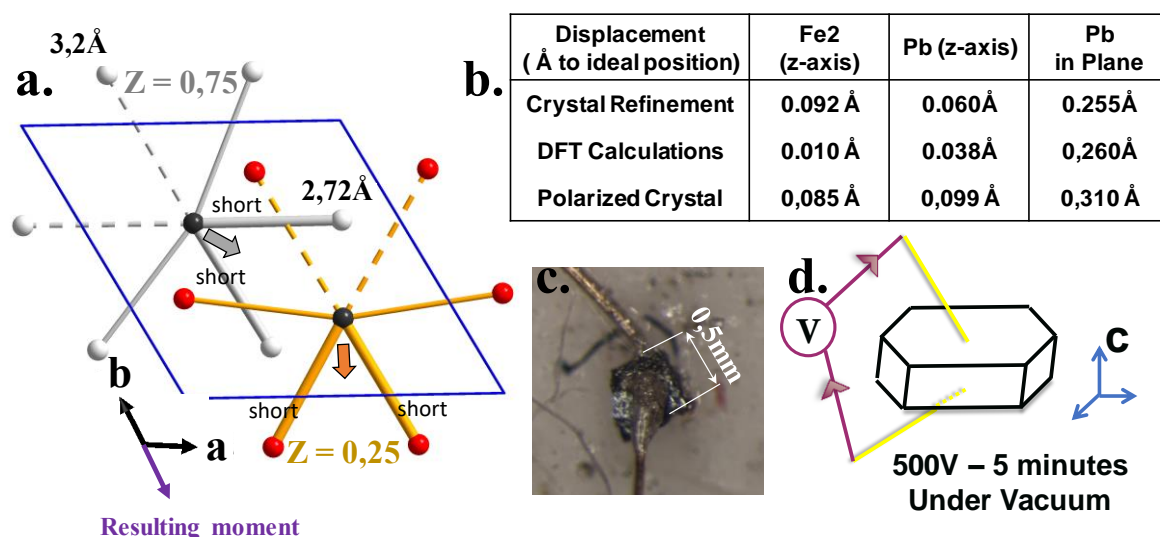 a.
3,2Å
Z = 0,75
2,72Å
short
short
short
short
Z = 0,25
b
a
Resulting moment
b.
Displacement
( Å to ideal position)
Fe2
(z-axis)
Pb (z-axis)
Pb
in Plane
Crystal Refinement
0.092 Å
0.060Å
0.255Å
DFT Calculations
0.010 Å
0.038Å
0,260Å
Polarized Crystal
0,085 Å
0,099 Å
0,310 Å
c.
0,5mm
d.
V
C
500V – 5 minutes
Under Vacuum